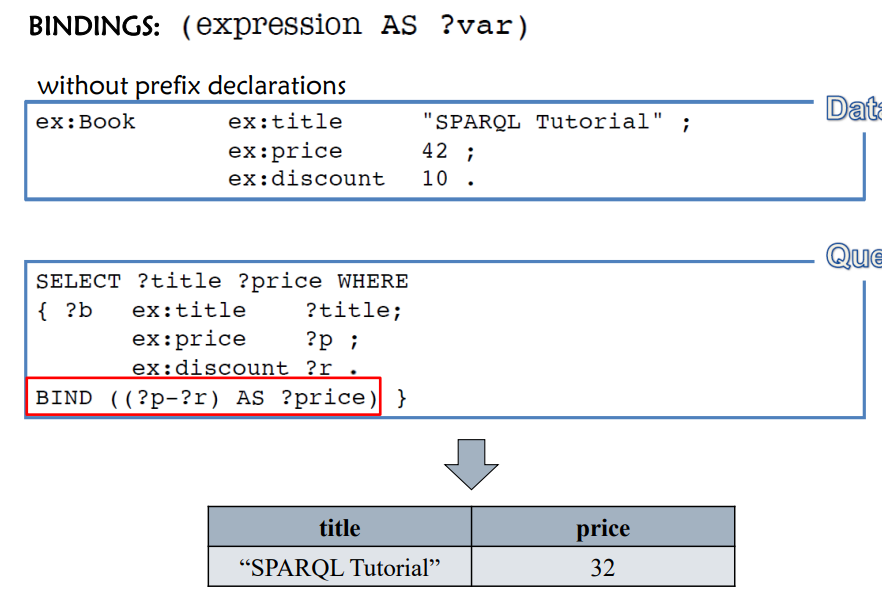 BINDINGS: (expression AS ?var)
without prefix declarations
Data
ex:Book ex:title "SPARQL Tutorial" ;
ex:price 42 ;
ex:discount 10 .
SELECT ?title ?price WHERE
{ ?b ex:title ?title;
ex:price ?p ;
ex:discount ?r .
BIND ((?p-?r) AS ?price) }
title price
“SPARQL Tutorial” 32